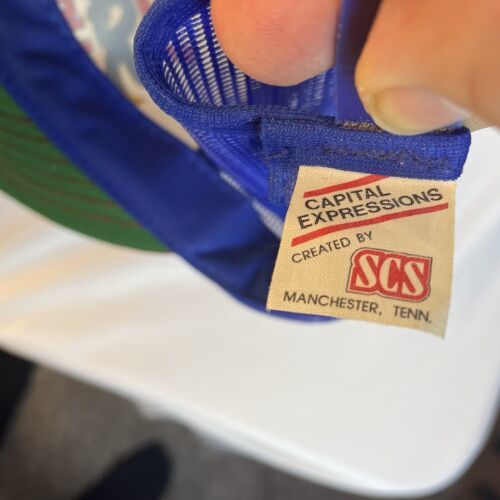 CAPITAL
EXPRESSIONS
CREATED BY
SCS
MANCHESTER, TENN.